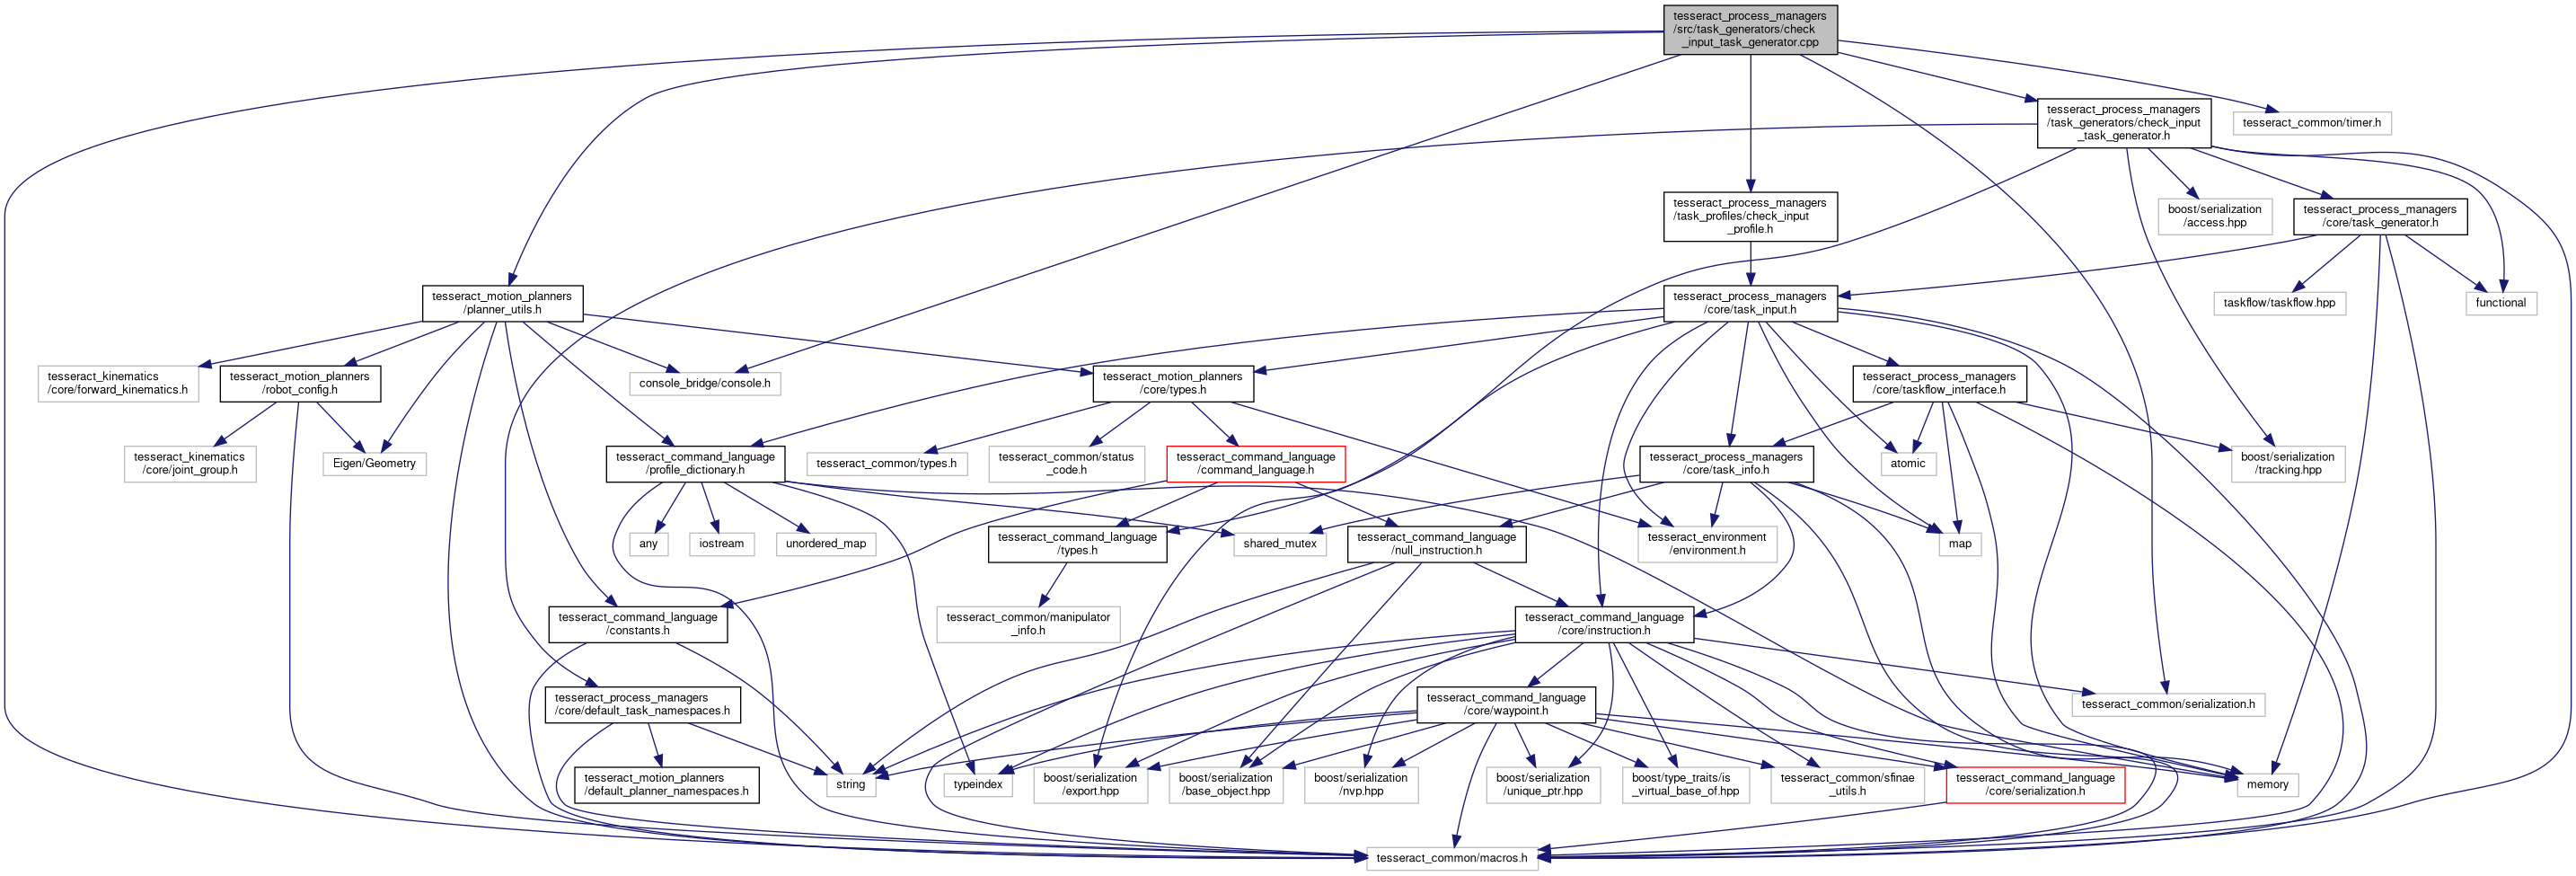 tesseract_process_managers
/src/task_generators/check
_input_task_generator.cpp
tesseract_process_managers
/task_generators/check_input
_task_generator.h
tesseract_common/timer.h
tesseract_process_managers
/task_profiles/check_input
_profile.h
boost/serialization
/access.hpp
tesseract_process_managers
/core/task_generator.h
tesseract_motion_planners
/planner_utils.h
tesseract_process_managers
/core/task_input.h
taskflow/taskflow.hpp
functional
tesseract_kinematics
/core/forward_kinematics.h
tesseract_motion_planners
/robot_config.h
console_bridge/console.h
tesseract_motion_planners
/core/types.h
tesseract_process_managers
/core/taskflow_interface.h
tesseract_kinematics
/core/joint_group.h
Eigen/Geometry
tesseract_command_language
/profile_dictionary.h
tesseract_common/types.h
tesseract_common/status
_code.h
tesseract_command_language
/command_language.h
tesseract_process_managers
/core/task_info.h
atomic
boost/serialization
/tracking.hpp
any
iostream
unordered_map
tesseract_command_language
/types.h
shared_mutex
tesseract_command_language
/null_instruction.h
tesseract_environment
/environment.h
map
tesseract_command_language
/constants.h
tesseract_common/manipulator
_info.h
tesseract_command_language
/core/instruction.h
tesseract_process_managers
/core/default_task_namespaces.h
tesseract_command_language
/core/waypoint.h
tesseract_common/serialization.h
tesseract_motion_planners
/default_planner_namespaces.h
string
typeindex
boost/serialization
/export.hpp
boost/serialization
/base_object.hpp
boost/serialization
/nvp.hpp
boost/serialization
/unique_ptr.hpp
boost/type_traits/is
_virtual_base_of.hpp
tesseract_common/sfinae
_utils.h
tesseract_command_language
/core/serialization.h
memory
tesseract_common/macros.h